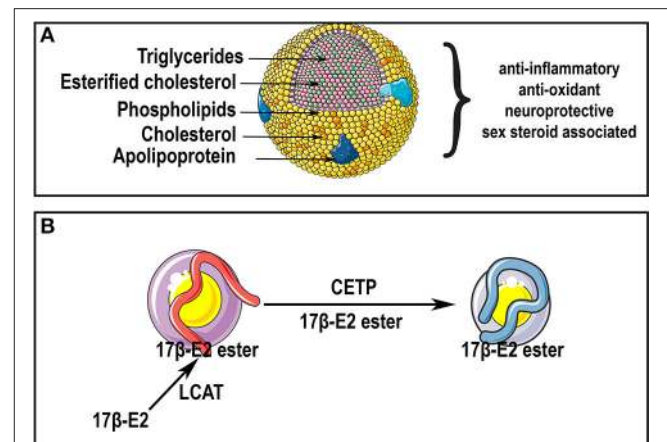 A
Triglycerides
Esterified cholesterol
Phospholipids
Cholesterol
Apolipoprotein
anti-inflammatory
anti-oxidant
neuroprotective
sex steroid associated
B
CETP
17β-E2 ester
17β-E2 ester
17β-E2 ester
LCAT
17β-E2